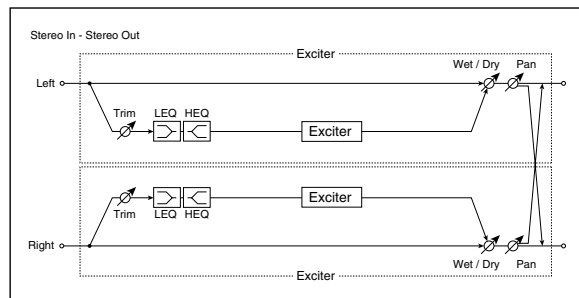 Stereo In - Stereo Out
Exciter
Wet / Dry Pan
Left
Trim LEQ HEQ
Exciter
Exciter
Trim LEQ HEQ
Right
Wet / Dry Pan
Exciter